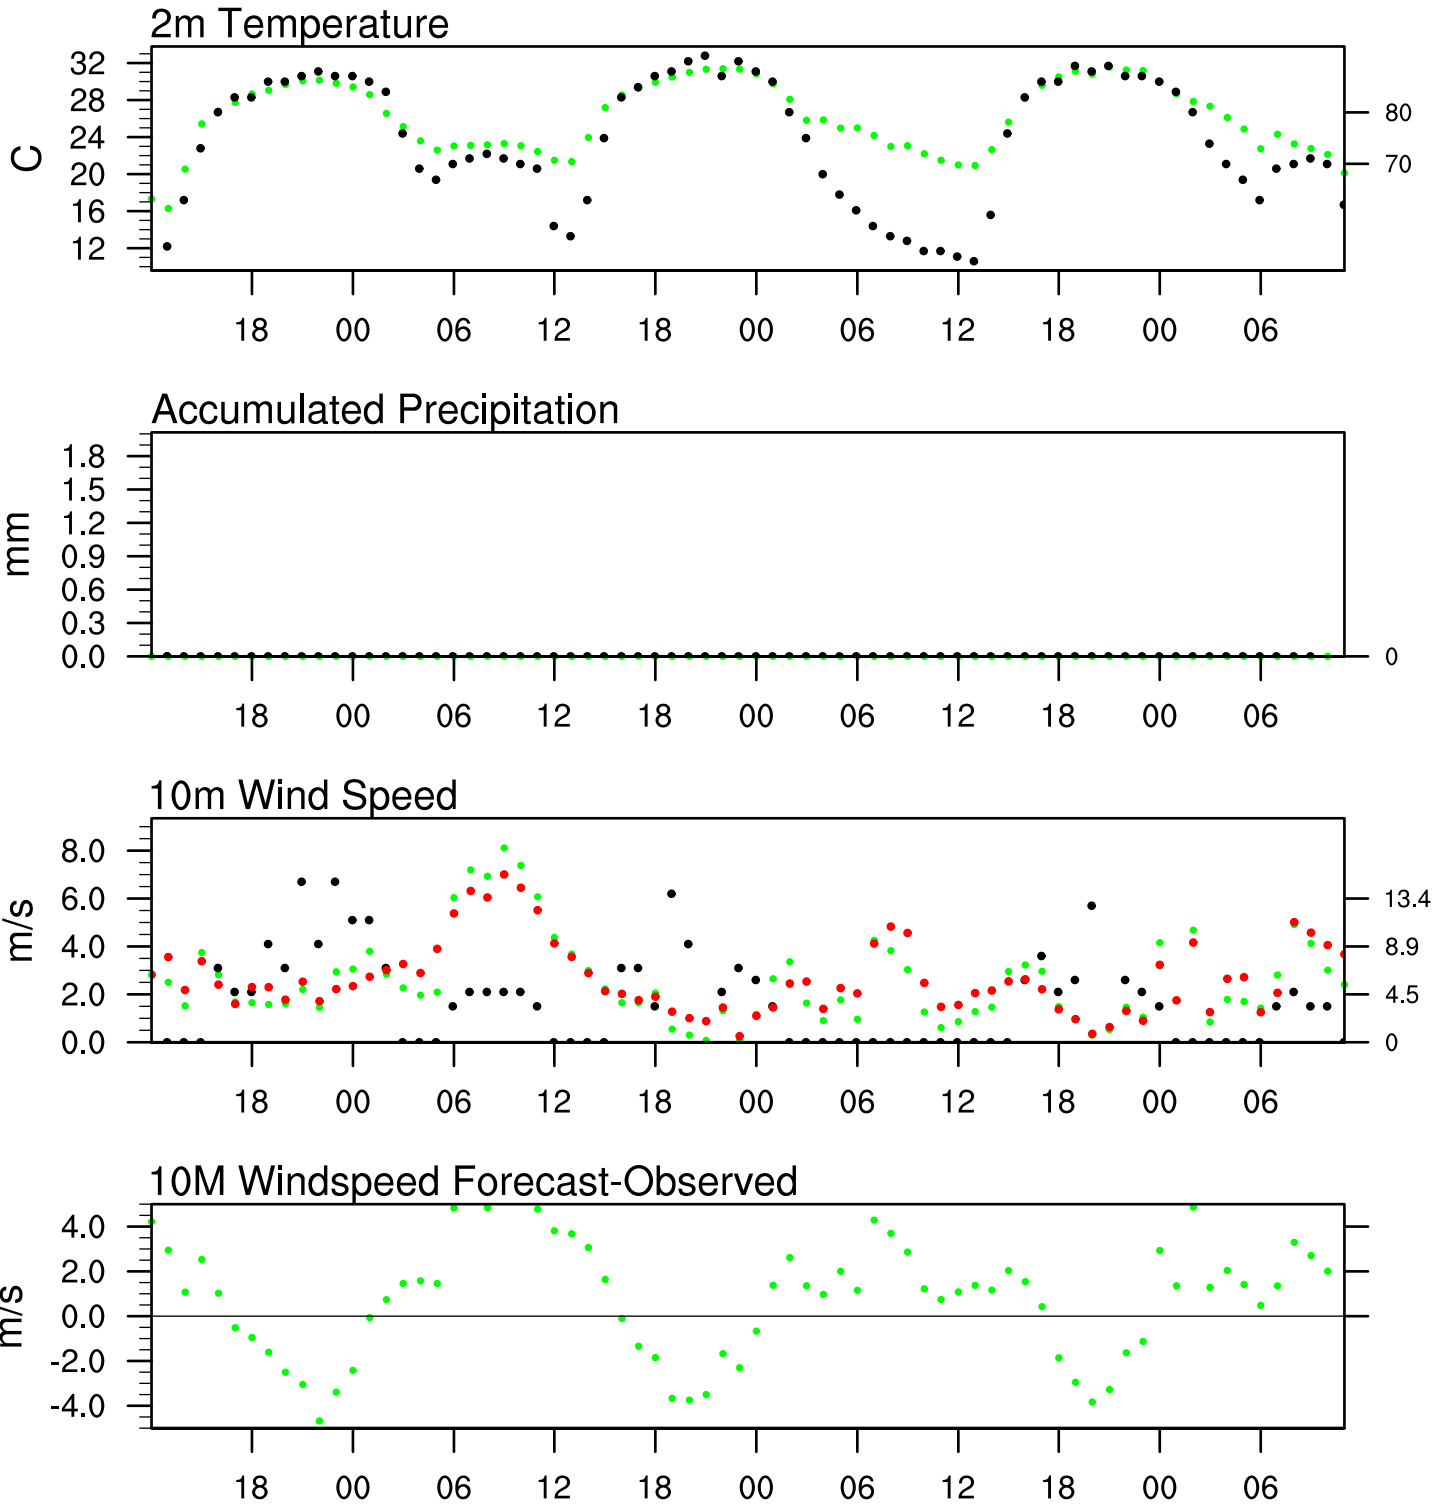 2m Temperature
C
32
28
24
20
16
12
80
70
18 00 06 12 18 00 06 12 18 00 06
Accumulated Precipitation
mm
1.8
1.5
1.2
0.9
0.6
0.3
0.0
0
18 00 06 12 18 00 06 12 18 00 06
10m Wind Speed
m/s
8.0
6.0
4.0
2.0
0.0
13.4
8.9
4.5
0
18 00 06 12 18 00 06 12 18 00 06
10M Windspeed Forecast-Observed
m/s
4.0
2.0
0.0
-2.0
-4.0
18 00 06 12 18 00 06 12 18 00 06